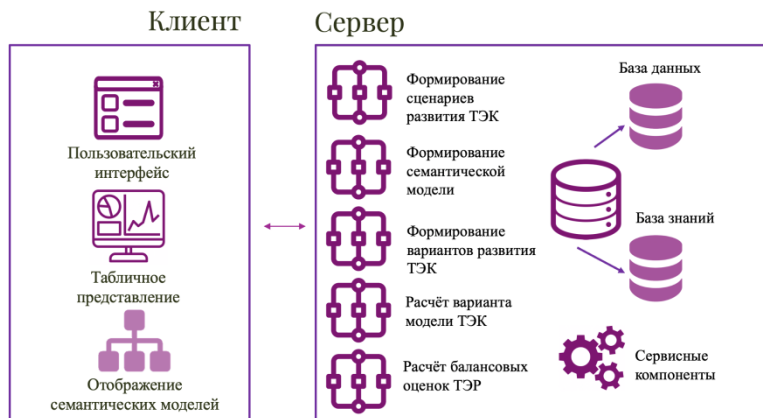 Клиент
Сервер
Пользовательский
интерфейс
Табличное
представление
Отображение
семантических моделей
Формирование
сценариев
развития ТЭК
Формирование
семантической
модели
Формирование
вариантов развития
ТЭК
Расчёт варианта
модели ТЭК
Расчёт балансовых
оценок ТЭР
База данных
База знаний
Сервисные
компоненты